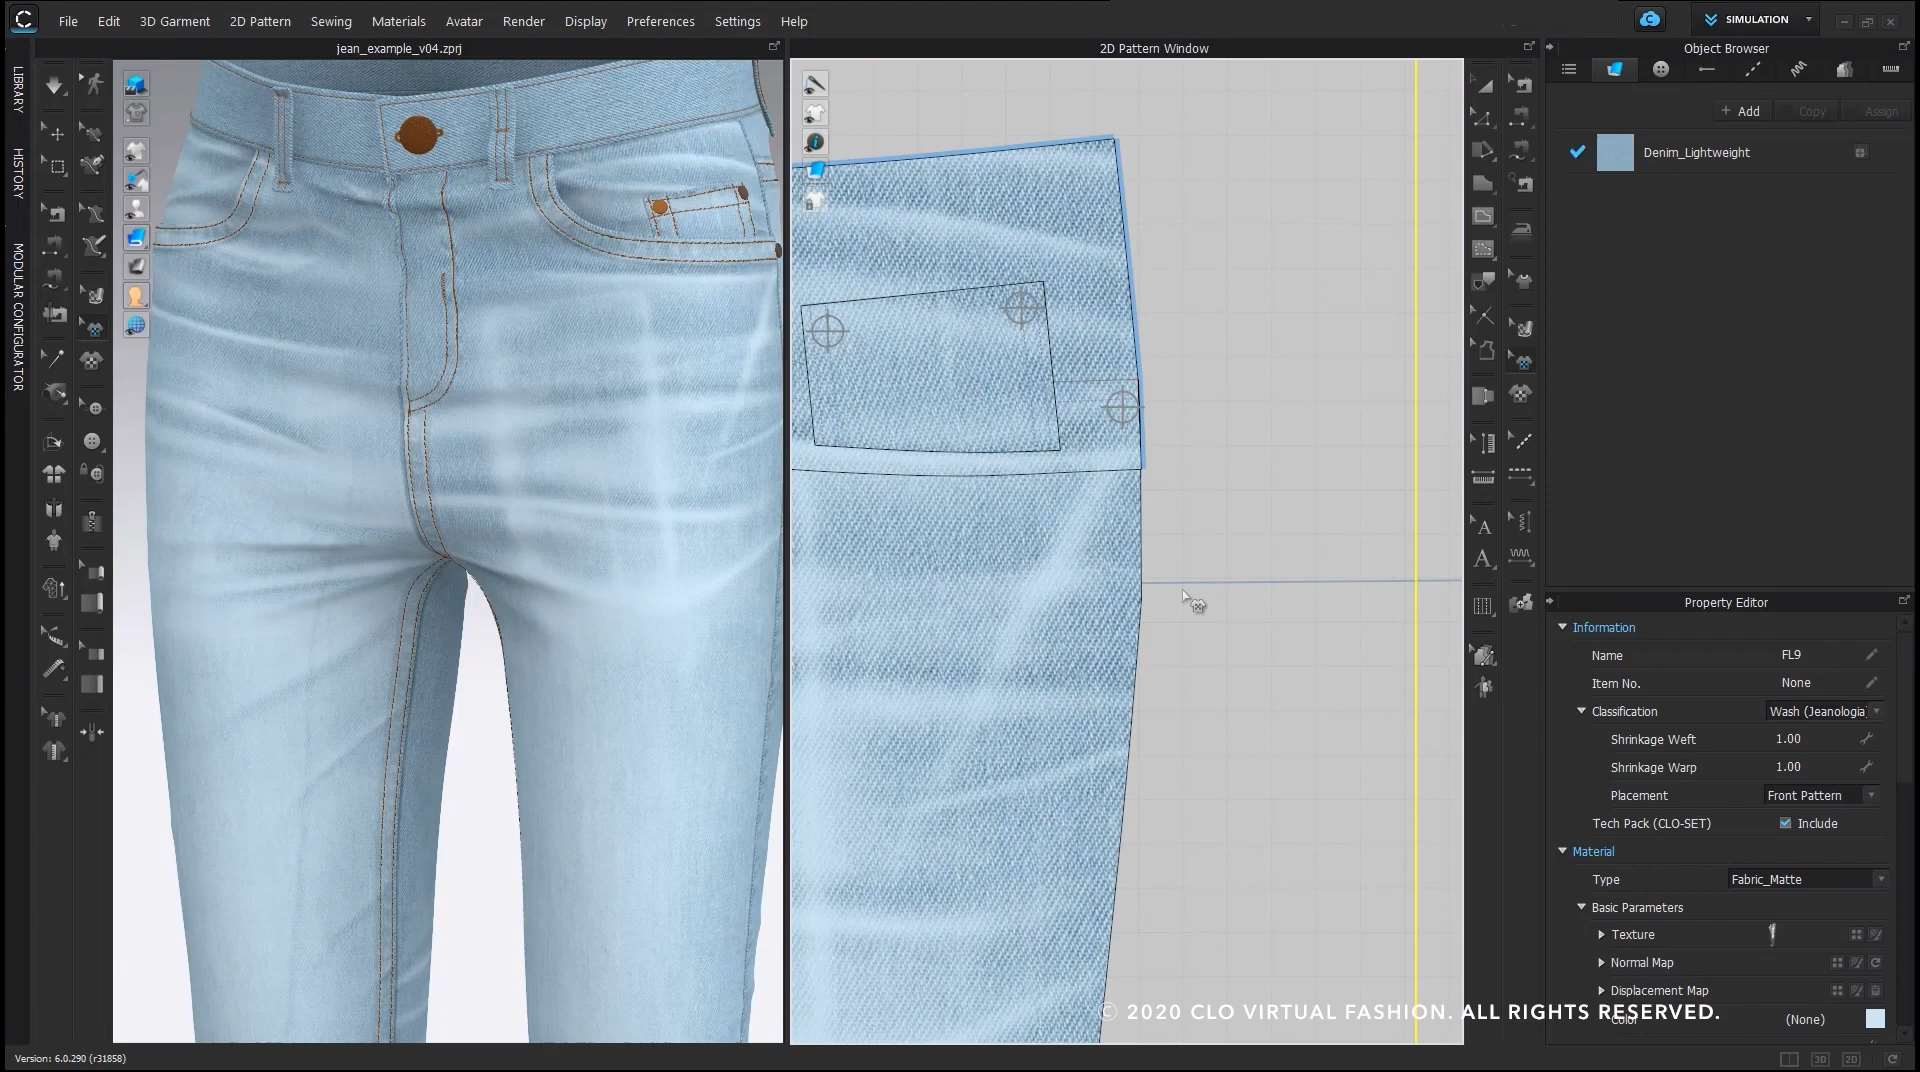 File Edit 3D Garment 2D Pattern Sewing Materials Avatar Render Display Preferences Settings Help
SIMULATION
jean_example_v04.zprj
2D Pattern Window
Object Browser
LIBRARY
HISTORY
MODULAR CONFIGURATOR
+ Add Copy Assign
Denim_Lightweight
Property Editor
Information
Name FL9
Item No. None
Classification Wash (Jeanologia)
Shrinkage Weft 1.00
Shrinkage Warp 1.00
Placement Front Pattern
Tech Pack (CLO-SET) Include
Material
Type Fabric_Matte
Basic Parameters
Texture
Normal Map
Displacement Map
© 2020 CLO VIRTUAL FASHION. ALL RIGHTS RESERVED.
Color (None)
Version: 6.0.290 (r31858)
3D 2D